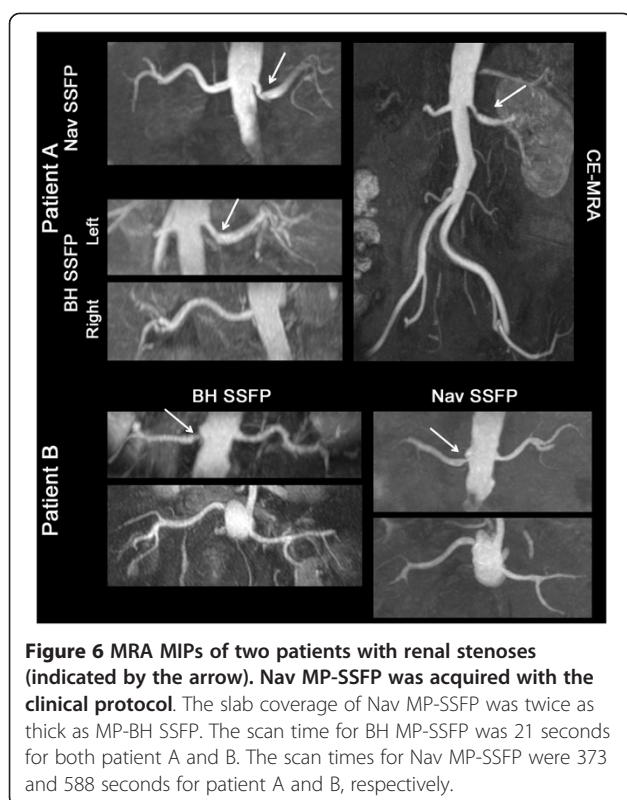 Patient A
Nav SSFP
BH SSFP
Left
Right
CE-MRA
BH SSFP
Nav SSFP
Patient B
Figure 6 MRA MIPs of two patients with renal stenoses
(indicated by the arrow). Nav MP-SSFP was acquired with the
clinical protocol. The slab coverage of Nav MP-SSFP was twice as
thick as MP-BH SSFP. The scan time for BH MP-SSFP was 21 seconds
for both patient A and B. The scan times for Nav MP-SSFP were 373
and 588 seconds for patient A and B, respectively.